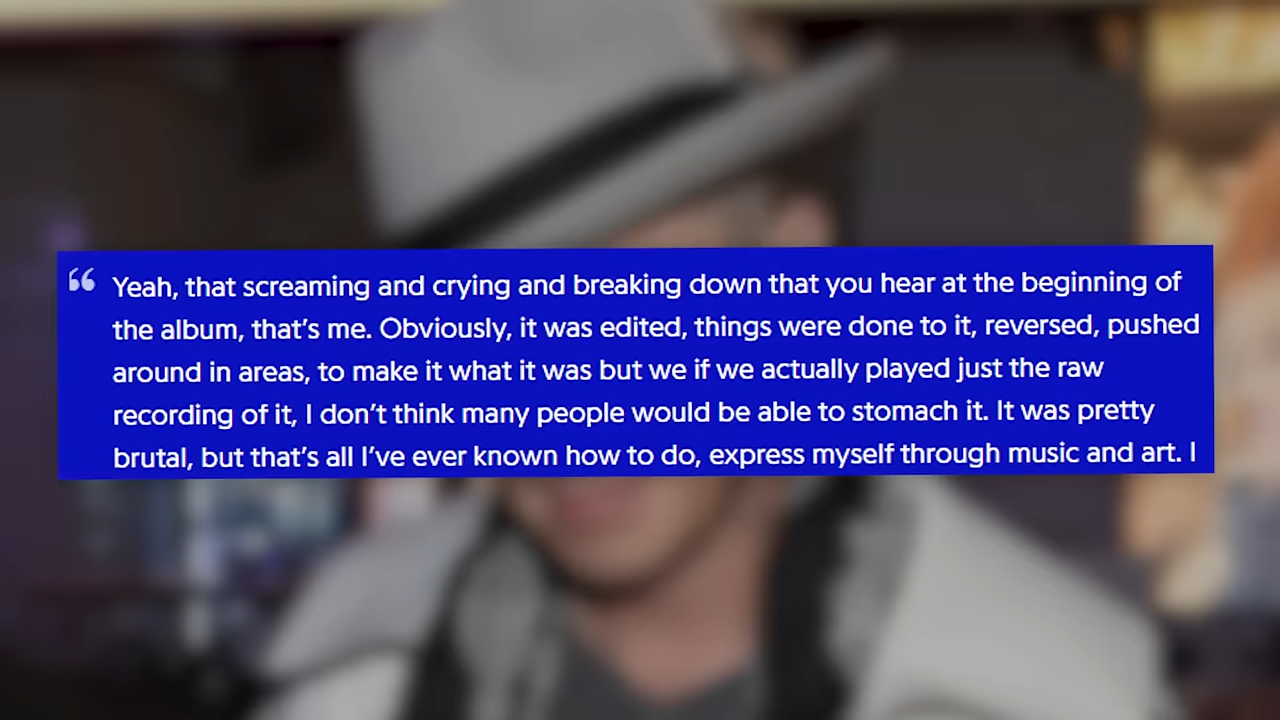 “ Yeah, that screaming and crying and breaking down that you hear at the beginning of
the album, that’s me. Obviously, it was edited, things were done to it, reversed, pushed
around in areas, to make it what it was but we if we actually played just the raw
recording of it, I don’t think many people would be able to stomach it. It was pretty
brutal, but that’s all I’ve ever known how to do, express myself through music and art. I